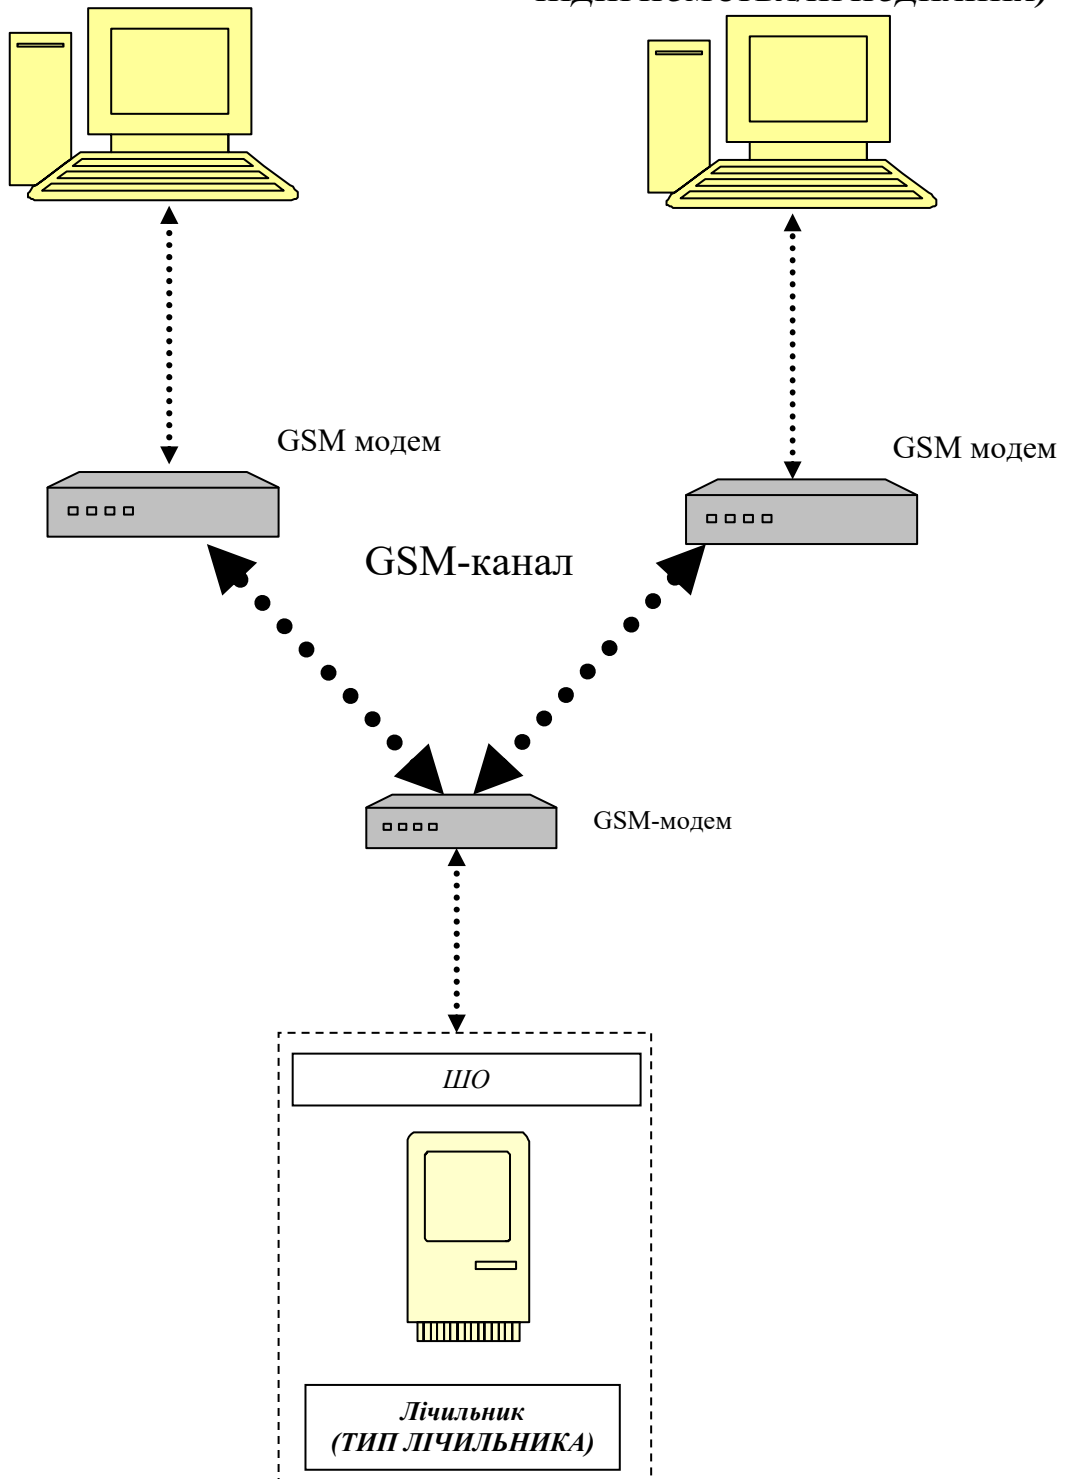 GSM модем
GSM модем
GSM-канал
GSM-модем
ШО
Лічильник
(ТИП ЛІЧИЛЬНИКА)